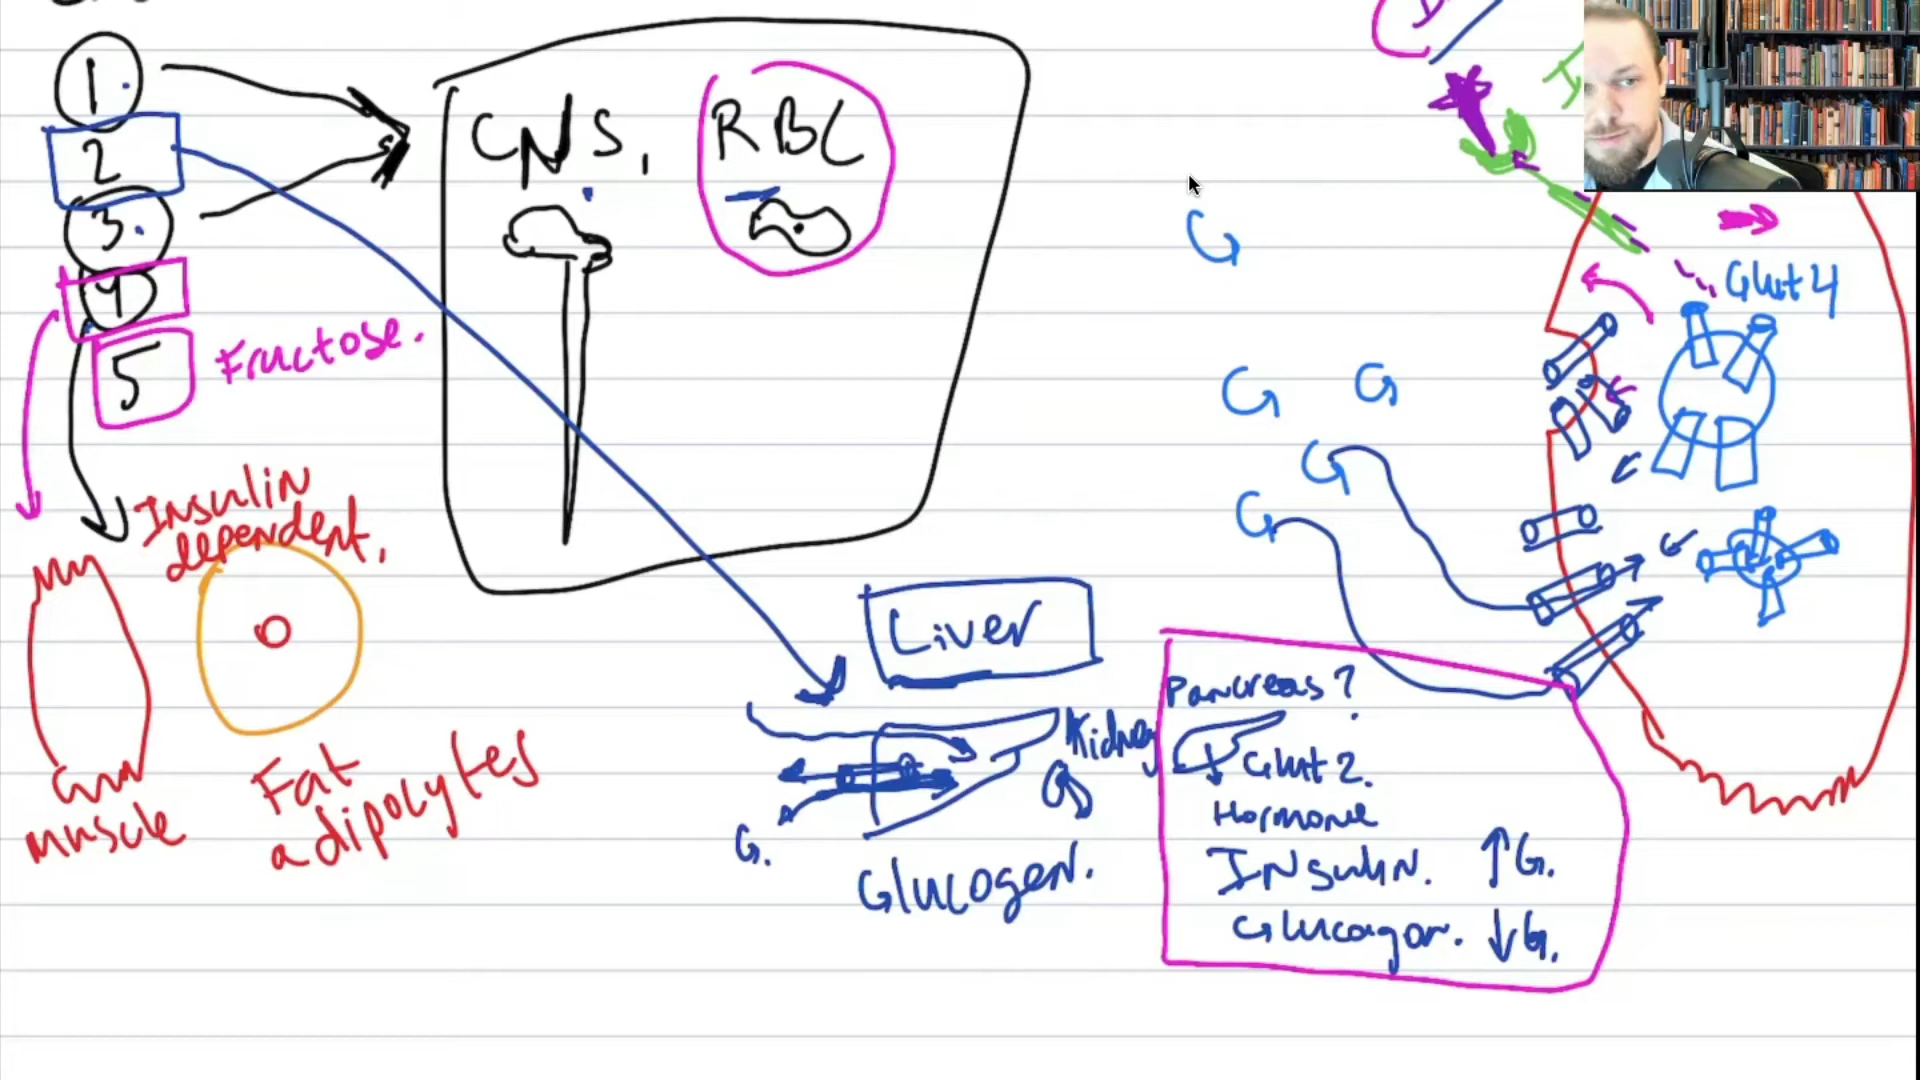 1.
2
3.
4
5
Fructose.
CNS,
RBC
Insulin
dependent.
muscle
Fat
adipolytes
Liver
Kidney
G.
Glucogen.
Pancreas?
Glut 2.
Hormone
Insulin. ↑G.
Glucagon. ↓G.
G
G
G
G
G
Glut 4